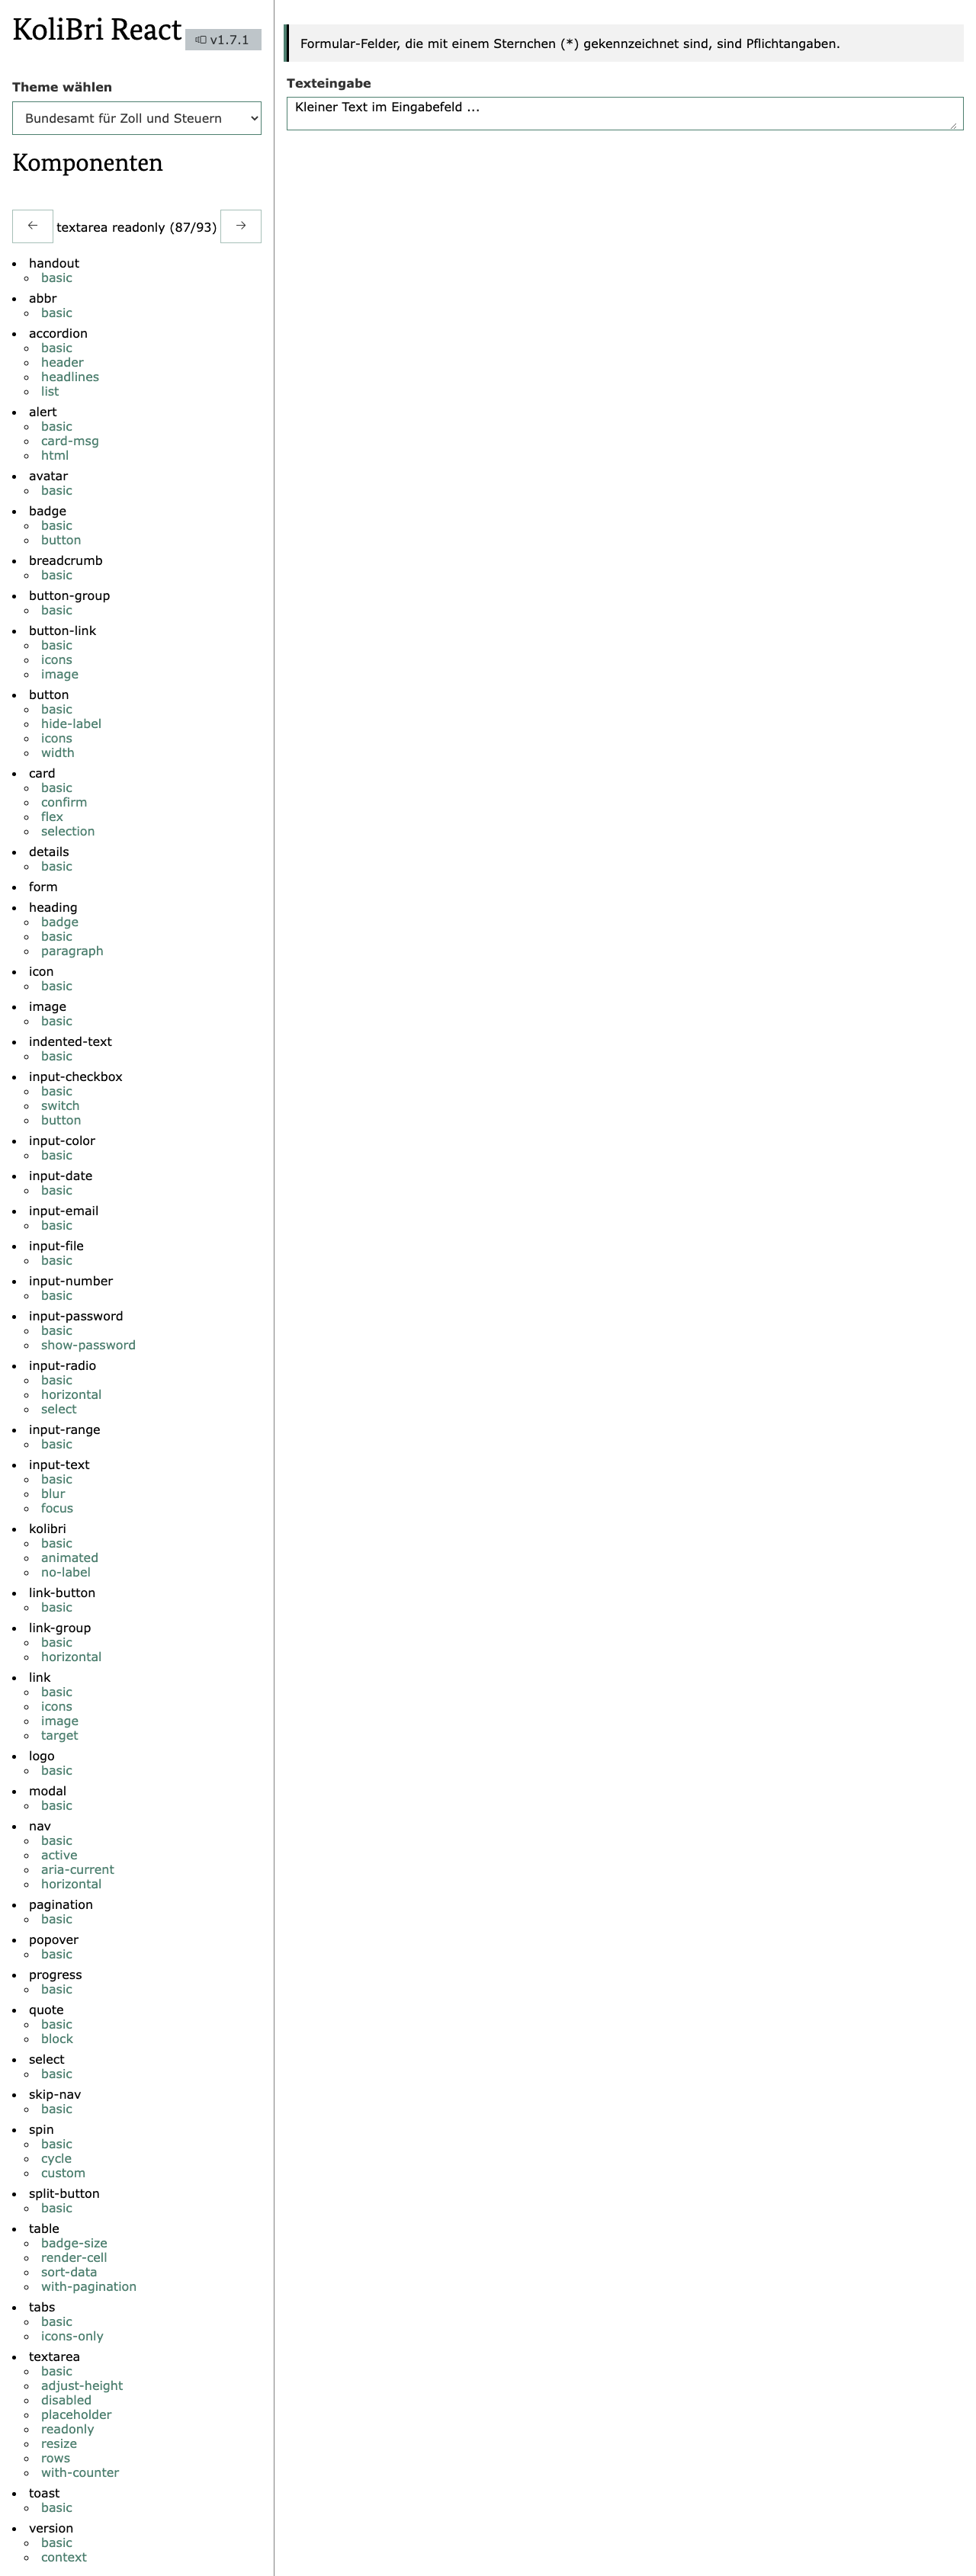 KoliBri React v1.7.1
Theme wählen
Bundesamt für Zoll und Steuern
Komponenten
← textarea readonly (87/93) →
handout
basic
abbr
basic
accordion
basic
header
headlines
list
alert
basic
card-msg
html
avatar
basic
badge
basic
button
breadcrumb
basic
button-group
basic
button-link
basic
icons
image
button
basic
hide-label
icons
width
card
basic
confirm
flex
selection
details
basic
form
heading
badge
basic
paragraph
icon
basic
image
basic
indented-text
basic
input-checkbox
basic
switch
button
input-color
basic
input-date
basic
input-email
basic
input-file
basic
input-number
basic
input-password
basic
show-password
input-radio
basic
horizontal
select
input-range
basic
input-text
basic
blur
focus
kolibri
basic
animated
no-label
link-button
basic
link-group
basic
horizontal
link
basic
icons
image
target
logo
basic
modal
basic
nav
basic
active
aria-current
horizontal
pagination
basic
popover
basic
progress
basic
quote
basic
block
select
basic
skip-nav
basic
spin
basic
cycle
custom
split-button
basic
table
badge-size
render-cell
sort-data
with-pagination
tabs
basic
icons-only
textarea
basic
adjust-height
disabled
placeholder
readonly
resize
rows
with-counter
toast
basic
version
basic
context
Formular-Felder, die mit einem Sternchen (*) gekennzeichnet sind, sind Pflichtangaben.
Texteingabe
Kleiner Text im Eingabefeld ...